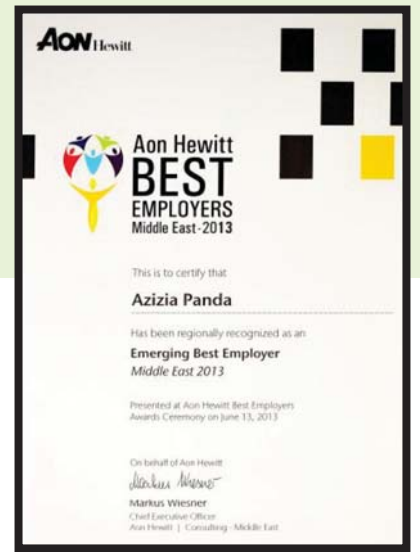 AON Hewitt
Aon Hewitt
BEST
EMPLOYERS
Middle East-2013
This is to certify that
Azizia Panda
Has been regionally recognized as an
Emerging Best Employer
Middle East 2013
Presented at Aon Hewitt Best Employers
Awards Ceremony on June 13, 2013
On behalf of Aon Hewitt
Markus Wiesner
Markus Wiesner
Chief Executive Officer
Aon Hewitt | Consulting - Middle East